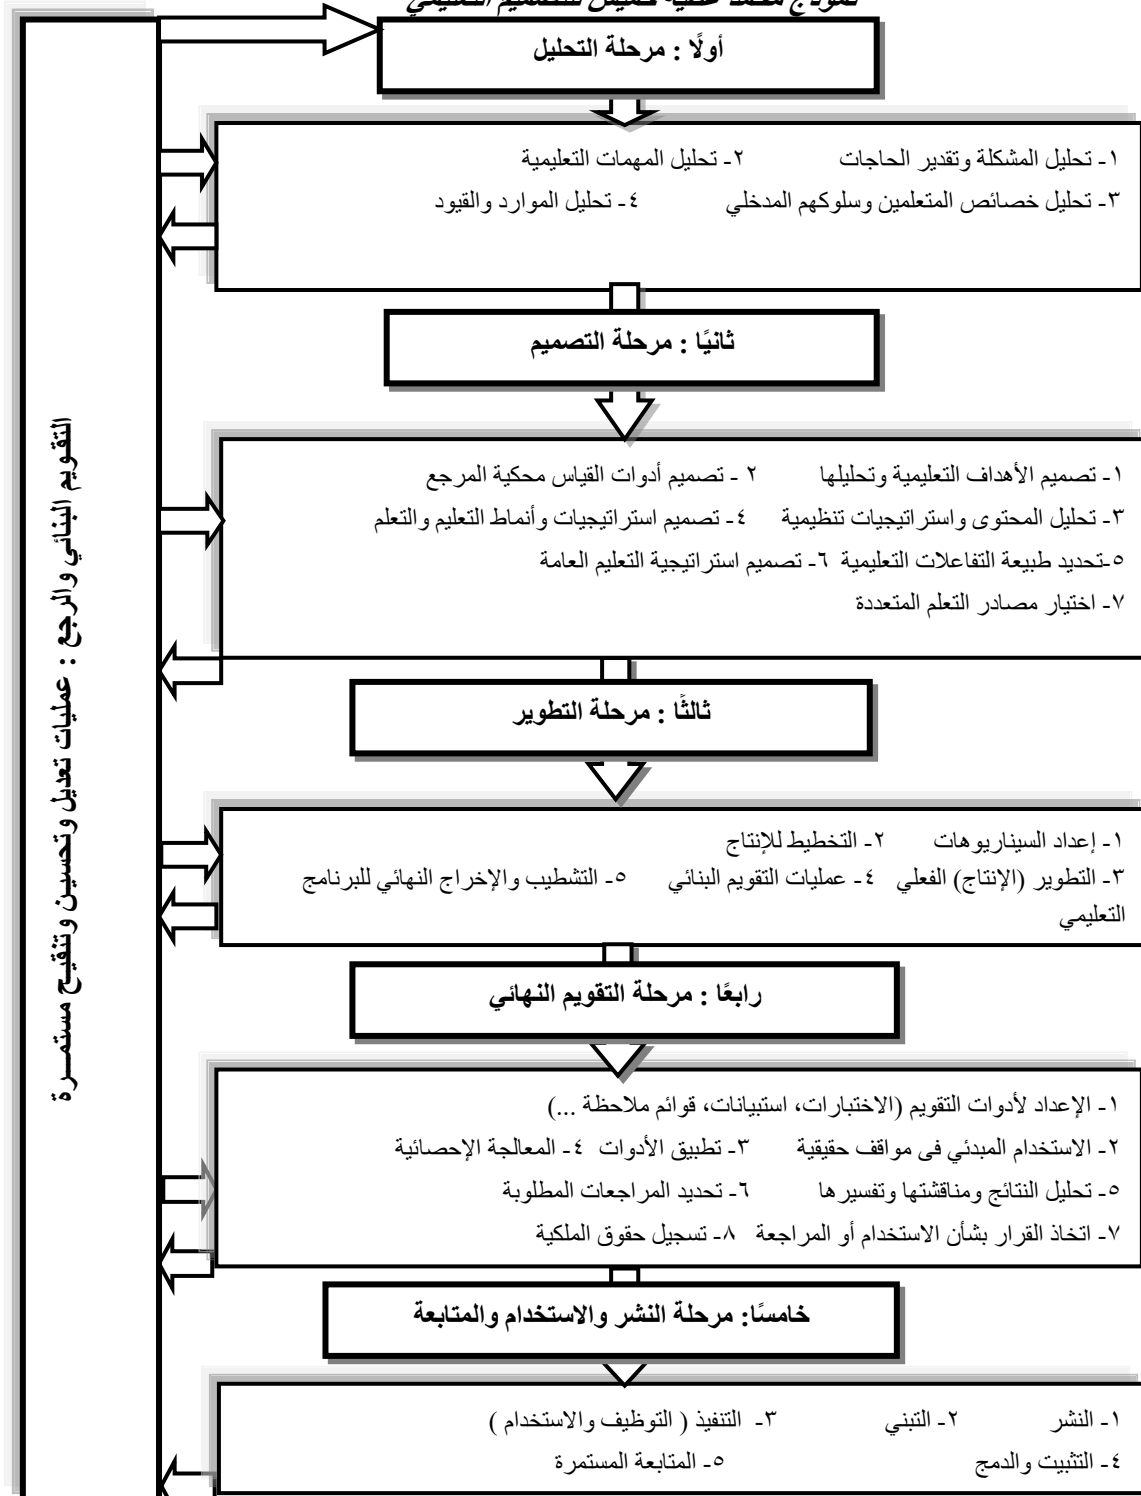 أولًا : مرحلة التحليل
١- تحليل المشكلة وتقدير الحاجات ٢- تحليل المهمات التعليمية
٣- تحليل خصائص المتعلمين وسلوكهم المدخلي ٤- تحليل الموارد والقيود
ثانيًا : مرحلة التصميم
١- تصميم الأهداف التعليمية وتحليلها ٢ - تصميم أدوات القياس محكية المرجع
٣- تحليل المحتوى واستراتيجيات تنظيمية ٤- تصميم استراتيجيات وأنماط التعليم والتعلم
٥-تحديد طبيعة التفاعلات التعليمية ٦- تصميم استراتيجية التعليم العامة
٧- اختيار مصادر التعلم المتعددة
ثالثًا : مرحلة التطوير
١- إعداد السيناريوهات ٢- التخطيط للإنتاج
٣- التطوير (الإنتاج) الفعلي ٤- عمليات التقويم البنائي ٥- التشطيب والإخراج النهائي للبرنامج
التعليمي
رابعًا : مرحلة التقويم النهائي
١- الإعداد لأدوات التقويم (الاختبارات، استبيانات، قوائم ملاحظة ...)
٢- الاستخدام المبدئي فى مواقف حقيقية ٣- تطبيق الأدوات ٤- المعالجة الإحصائية
٥- تحليل النتائج ومناقشتها وتفسيرها ٦- تحديد المراجعات المطلوبة
٧- اتخاذ القرار بشأن الاستخدام أو المراجعة ٨- تسجيل حقوق الملكية
خامسًا: مرحلة النشر والاستخدام والمتابعة
١- النشر ٢- التبني ٣- التنفيذ ( التوظيف والاستخدام )
٤- التثبيت والدمج ٥- المتابعة المستمرة
التقويم البنائي والرجع : عمليات تعديل وتحسين وتنقيح مستمـــرة